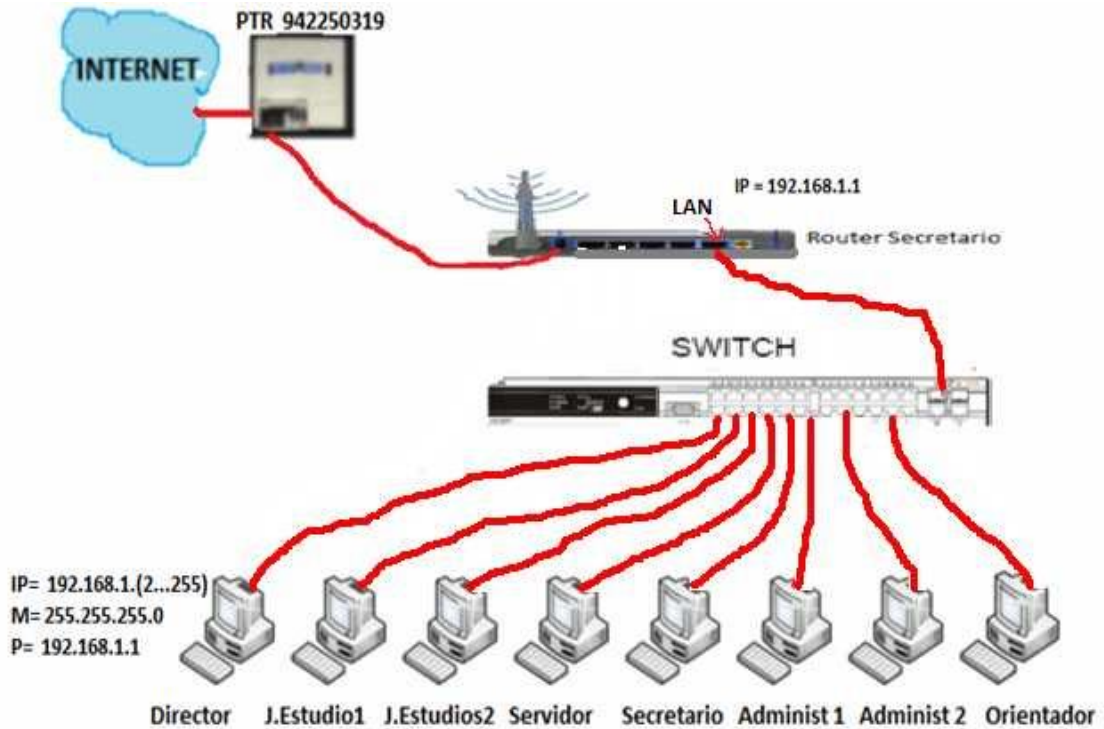 PTR 942250319
INTERNET
IP = 192.168.1.1
LAN
Router Secretario
SWITCH
IP= 192.168.1.(2...255)
M= 255.255.255.0
P= 192.168.1.1
Director J.Estudio1 J.Estudios2 Servidor Secretario Administ 1 Administ 2 Orientador